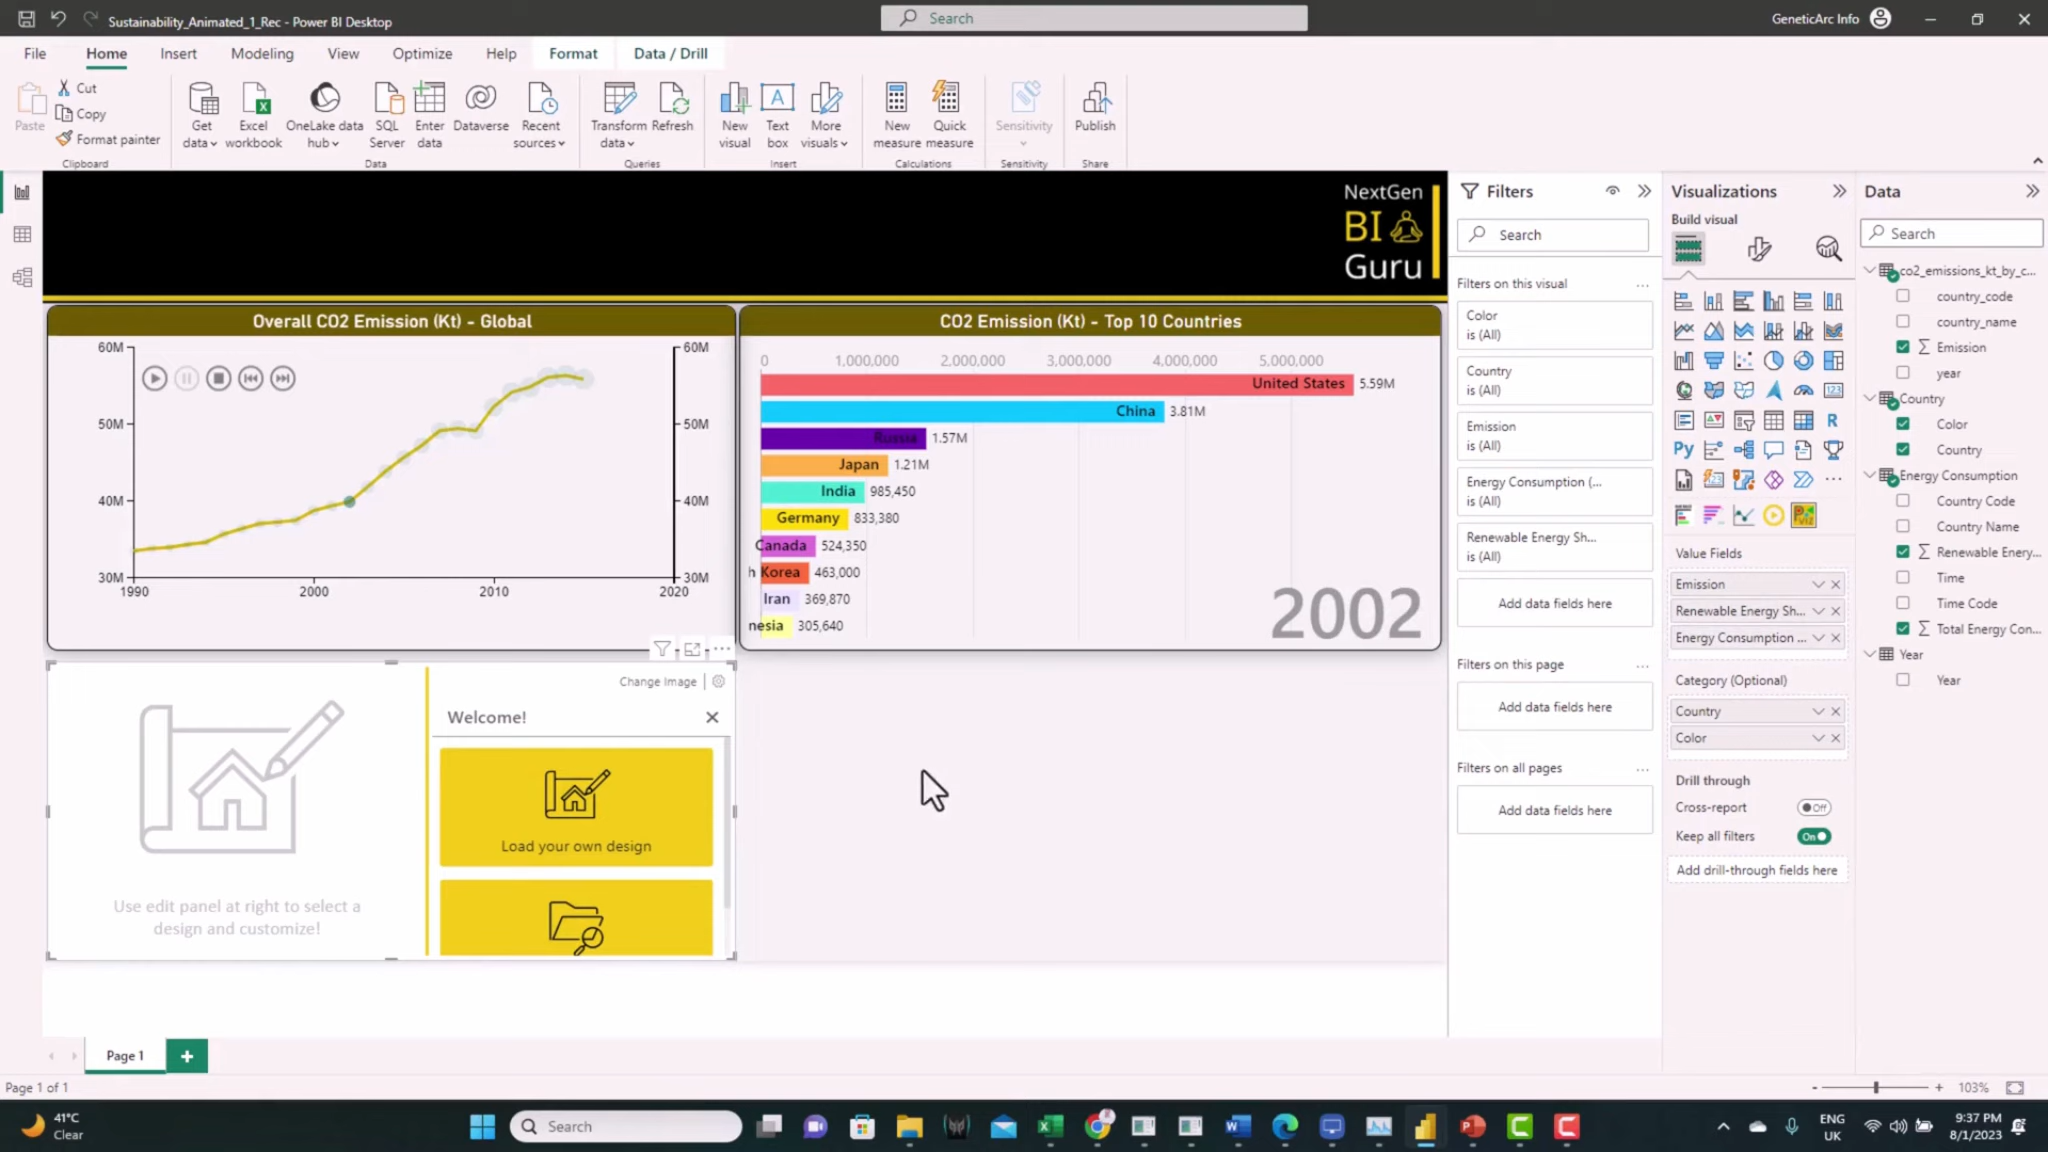 Sustainability_Animated_1_Rec - Power BI Desktop
Search
GeneticArc Info
File Home Insert Modeling View Optimize Help Format Data / Drill
Paste
Cut
Copy
Format painter
Clipboard
Get data
Excel workbook
OneLake data hub
SQL Server
Enter data
Dataverse
Recent sources
Data
Transform data
Refresh
Queries
New visual
Text box
More visuals
Insert
New measure
Quick measure
Calculations
Sensitivity
Sensitivity
Publish
Share
NextGen
BI
Guru
Overall CO2 Emission (Kt) - Global
60M 60M
50M 50M
40M 40M
30M 30M
1990 2000 2010 2020
CO2 Emission (Kt) - Top 10 Countries
0 1,000,000 2,000,000 3,000,000 4,000,000 5,000,000
United States 5.59M
China 3.81M
Russia 1.57M
Japan 1.21M
India 985,450
Germany 833,380
Canada 524,350
h Korea 463,000
Iran 369,870
nesia 305,640
2002
Change Image
Welcome!
Load your own design
Use edit panel at right to select a
design and customize!
Filters
Search
Filters on this visual
Color
is (All)
Country
is (All)
Emission
is (All)
Energy Consumption (...
is (All)
Renewable Energy Sh...
is (All)
Add data fields here
Filters on this page
Add data fields here
Filters on all pages
Add data fields here
Visualizations
Build visual
123
R
Py
Value Fields
Emission
Renewable Energy Sh...
Energy Consumption ...
Category (Optional)
Country
Color
Drill through
Cross-report Off
Keep all filters On
Add drill-through fields here
Data
Search
co2_emissions_kt_by_c...
country_code
country_name
Emission
year
Country
Color
Country
Energy Consumption
Country Code
Country Name
Renewable Enery...
Time
Time Code
Total Energy Con...
Year
Year
Page 1
Page 1 of 1
- + 103%
41°C
Clear
Search
ENG
UK
9:37 PM
8/1/2023